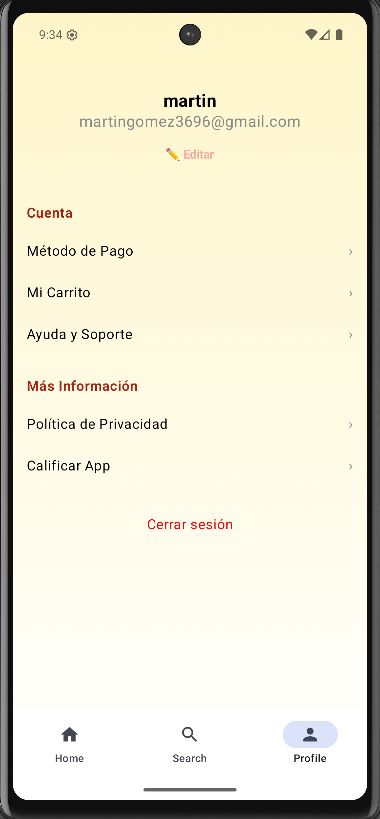 9:34
martin
martingomez3696@gmail.com
✏️ Editar
Cuenta
Método de Pago ›
Mi Carrito ›
Ayuda y Soporte ›
Más Información
Política de Privacidad ›
Calificar App ›
Cerrar sesión
Home Search Profile